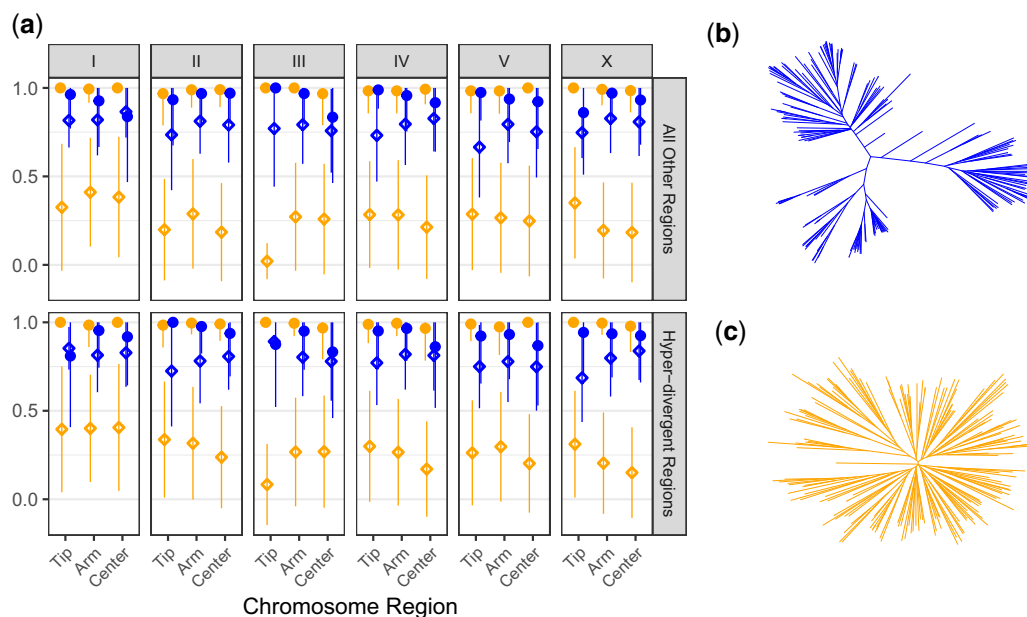 (a)
I II III IV V X
1.0
0.5
0.0
All Other Regions
1.0
0.5
0.0
Hyper-divergent Regions
Tip Arm Center Tip Arm Center Tip Arm Center Tip Arm Center Tip Arm Center Tip Arm Center
Chromosome Region
(b)
(c)